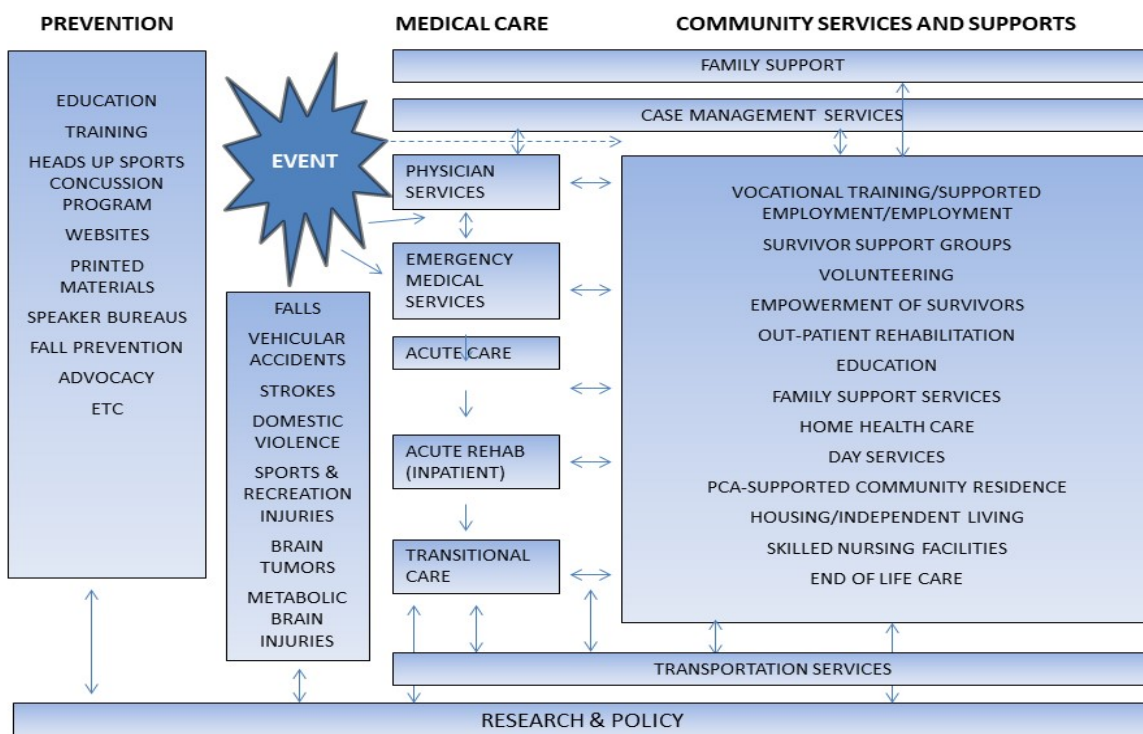 PREVENTION
MEDICAL CARE
COMMUNITY SERVICES AND SUPPORTS
EDUCATION
TRAINING
HEADS UP SPORTS
CONCUSSION
PROGRAM
WEBSITES
PRINTED
MATERIALS
SPEAKER BUREAUS
FALL PREVENTION
ADVOCACY
ETC
EVENT
FALLS
VEHICULAR
ACCIDENTS
STROKES
DOMESTIC
VIOLENCE
SPORTS &
RECREATION
INJURIES
BRAIN
TUMORS
METABOLIC
BRAIN
INJURIES
FAMILY SUPPORT
CASE MANAGEMENT SERVICES
PHYSICIAN
SERVICES
EMERGENCY
MEDICAL
SERVICES
ACUTE CARE
ACUTE REHAB
(INPATIENT)
TRANSITIONAL
CARE
VOCATIONAL TRAINING/SUPPORTED
EMPLOYMENT/EMPLOYMENT
SURVIVOR SUPPORT GROUPS
VOLUNTEERING
EMPOWERMENT OF SURVIVORS
OUT-PATIENT REHABILITATION
EDUCATION
FAMILY SUPPORT SERVICES
HOME HEALTH CARE
DAY SERVICES
PCA-SUPPORTED COMMUNITY RESIDENCE
HOUSING/INDEPENDENT LIVING
SKILLED NURSING FACILITIES
END OF LIFE CARE
TRANSPORTATION SERVICES
RESEARCH & POLICY